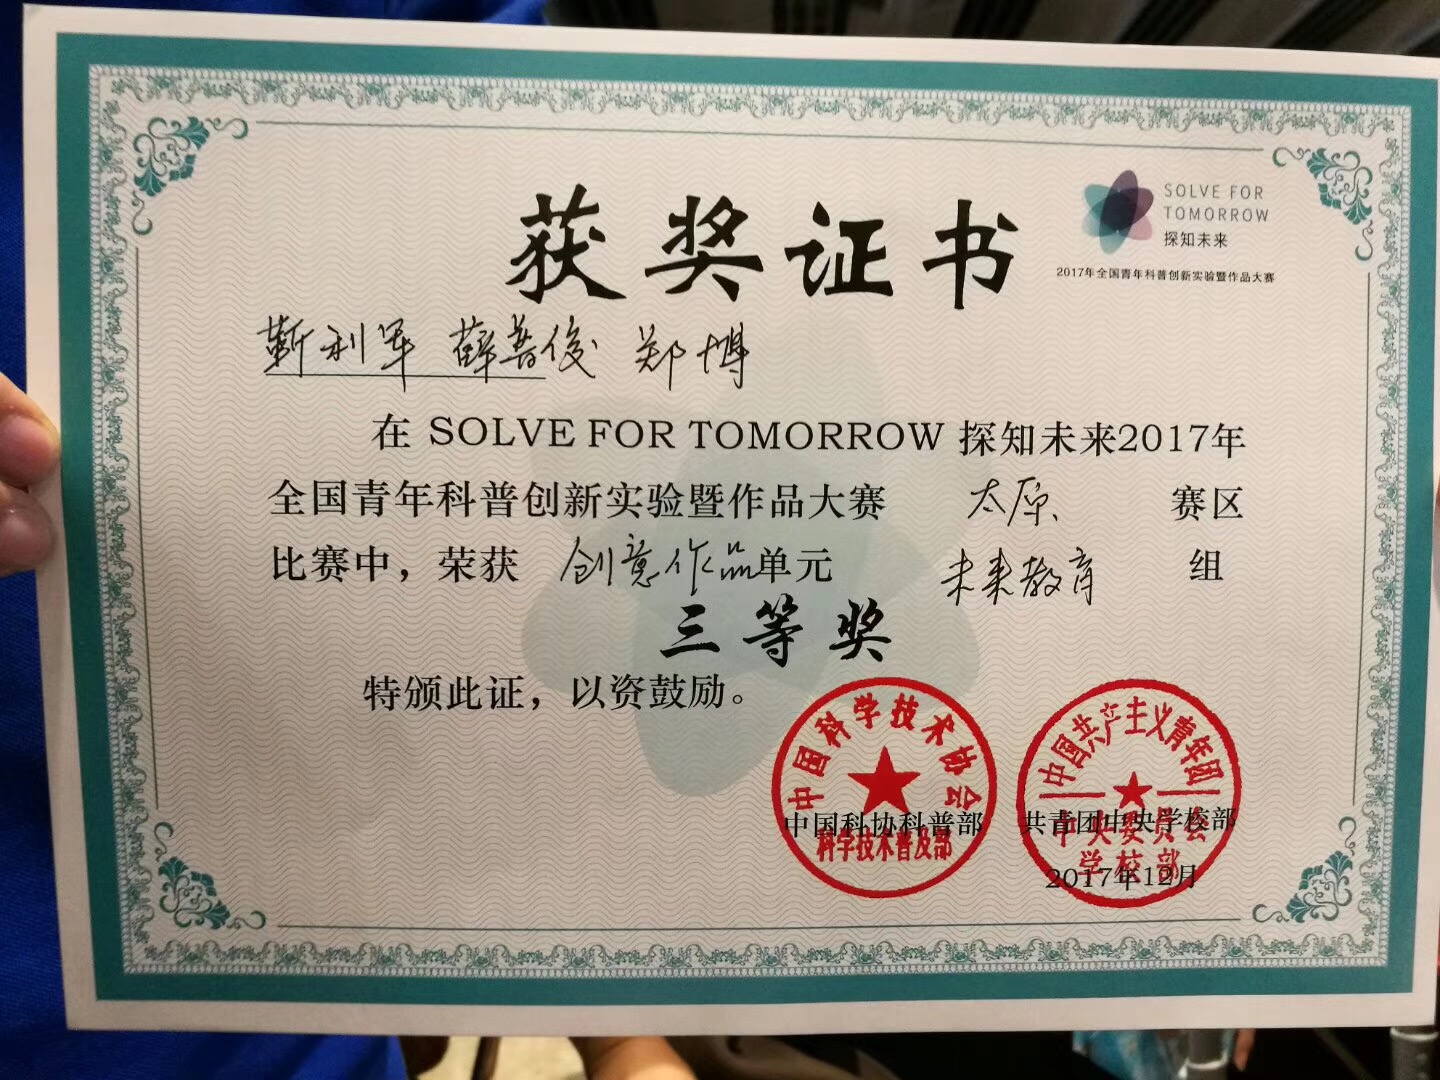 SOLVE FOR
TOMORROW
探知未来
2017年全国青年科普创新实验暨作品大赛
获奖证书
靳利军 薛普俊 郑博
在 SOLVE FOR TOMORROW 探知未来2017年
全国青年科普创新实验暨作品大赛 太原 赛区
比赛中，荣获 创意作品单元 未来教育 组
三等奖
特颁此证，以资鼓励。
中国科学技术协会
科学技术普及部
中国共产主义青年团
中央委员会
学校部
中国科协科普部 共青团中央学校部
2017年12月